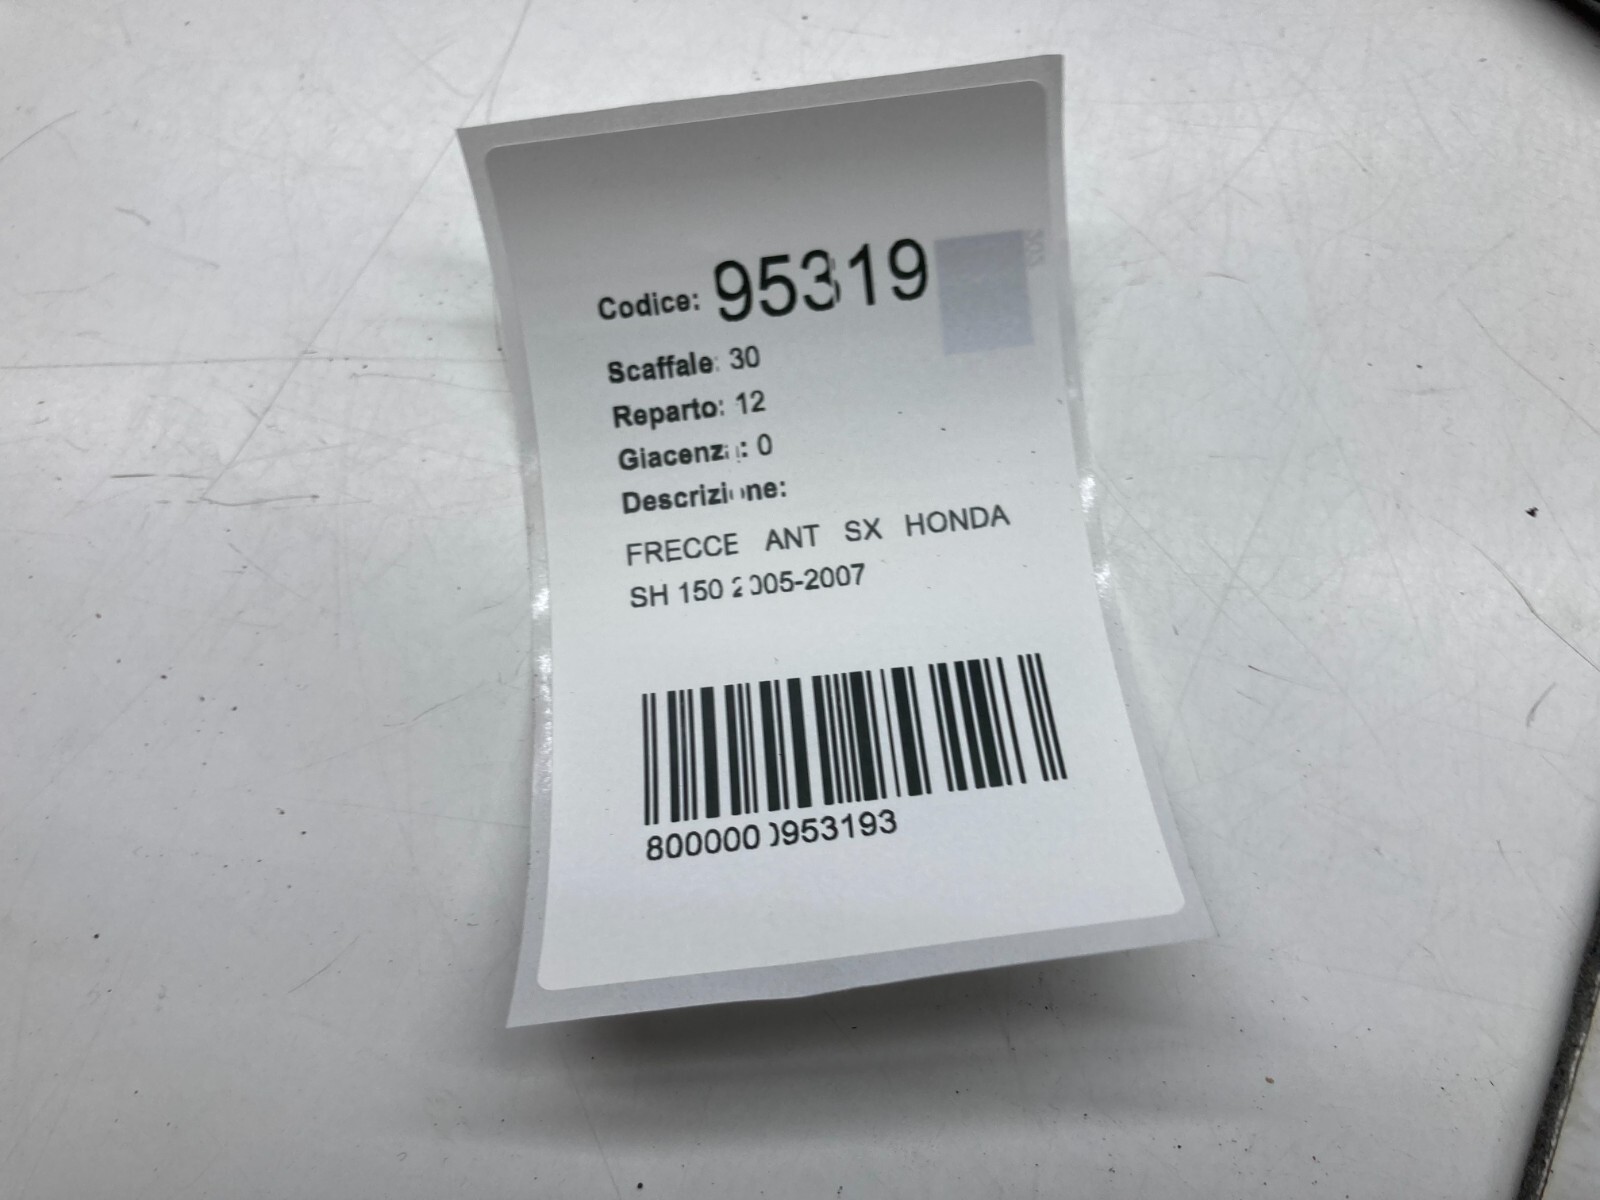 Codice: 95319
Scaffale: 30
Reparto: 12
Giacenza: 0
Descrizione:
FRECCE ANT SX HONDA
SH 150 2005-2007
8000000953193